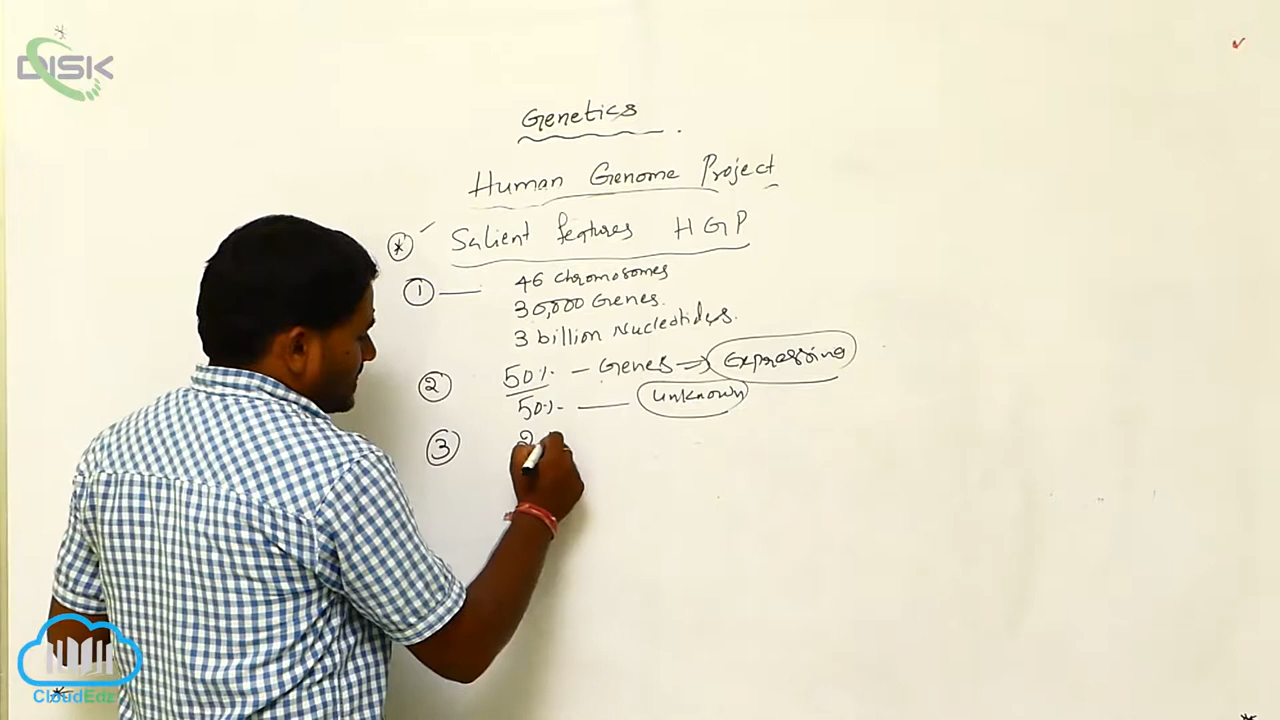 DISK
Genetics
Human Genome Project
* Salient features HGP
1 — 46 chromosomes
30,000 Genes.
3 billion Nucleotides.
2 50% - Genes => Expressing
50% — Unknown
3 2
CloudEdz